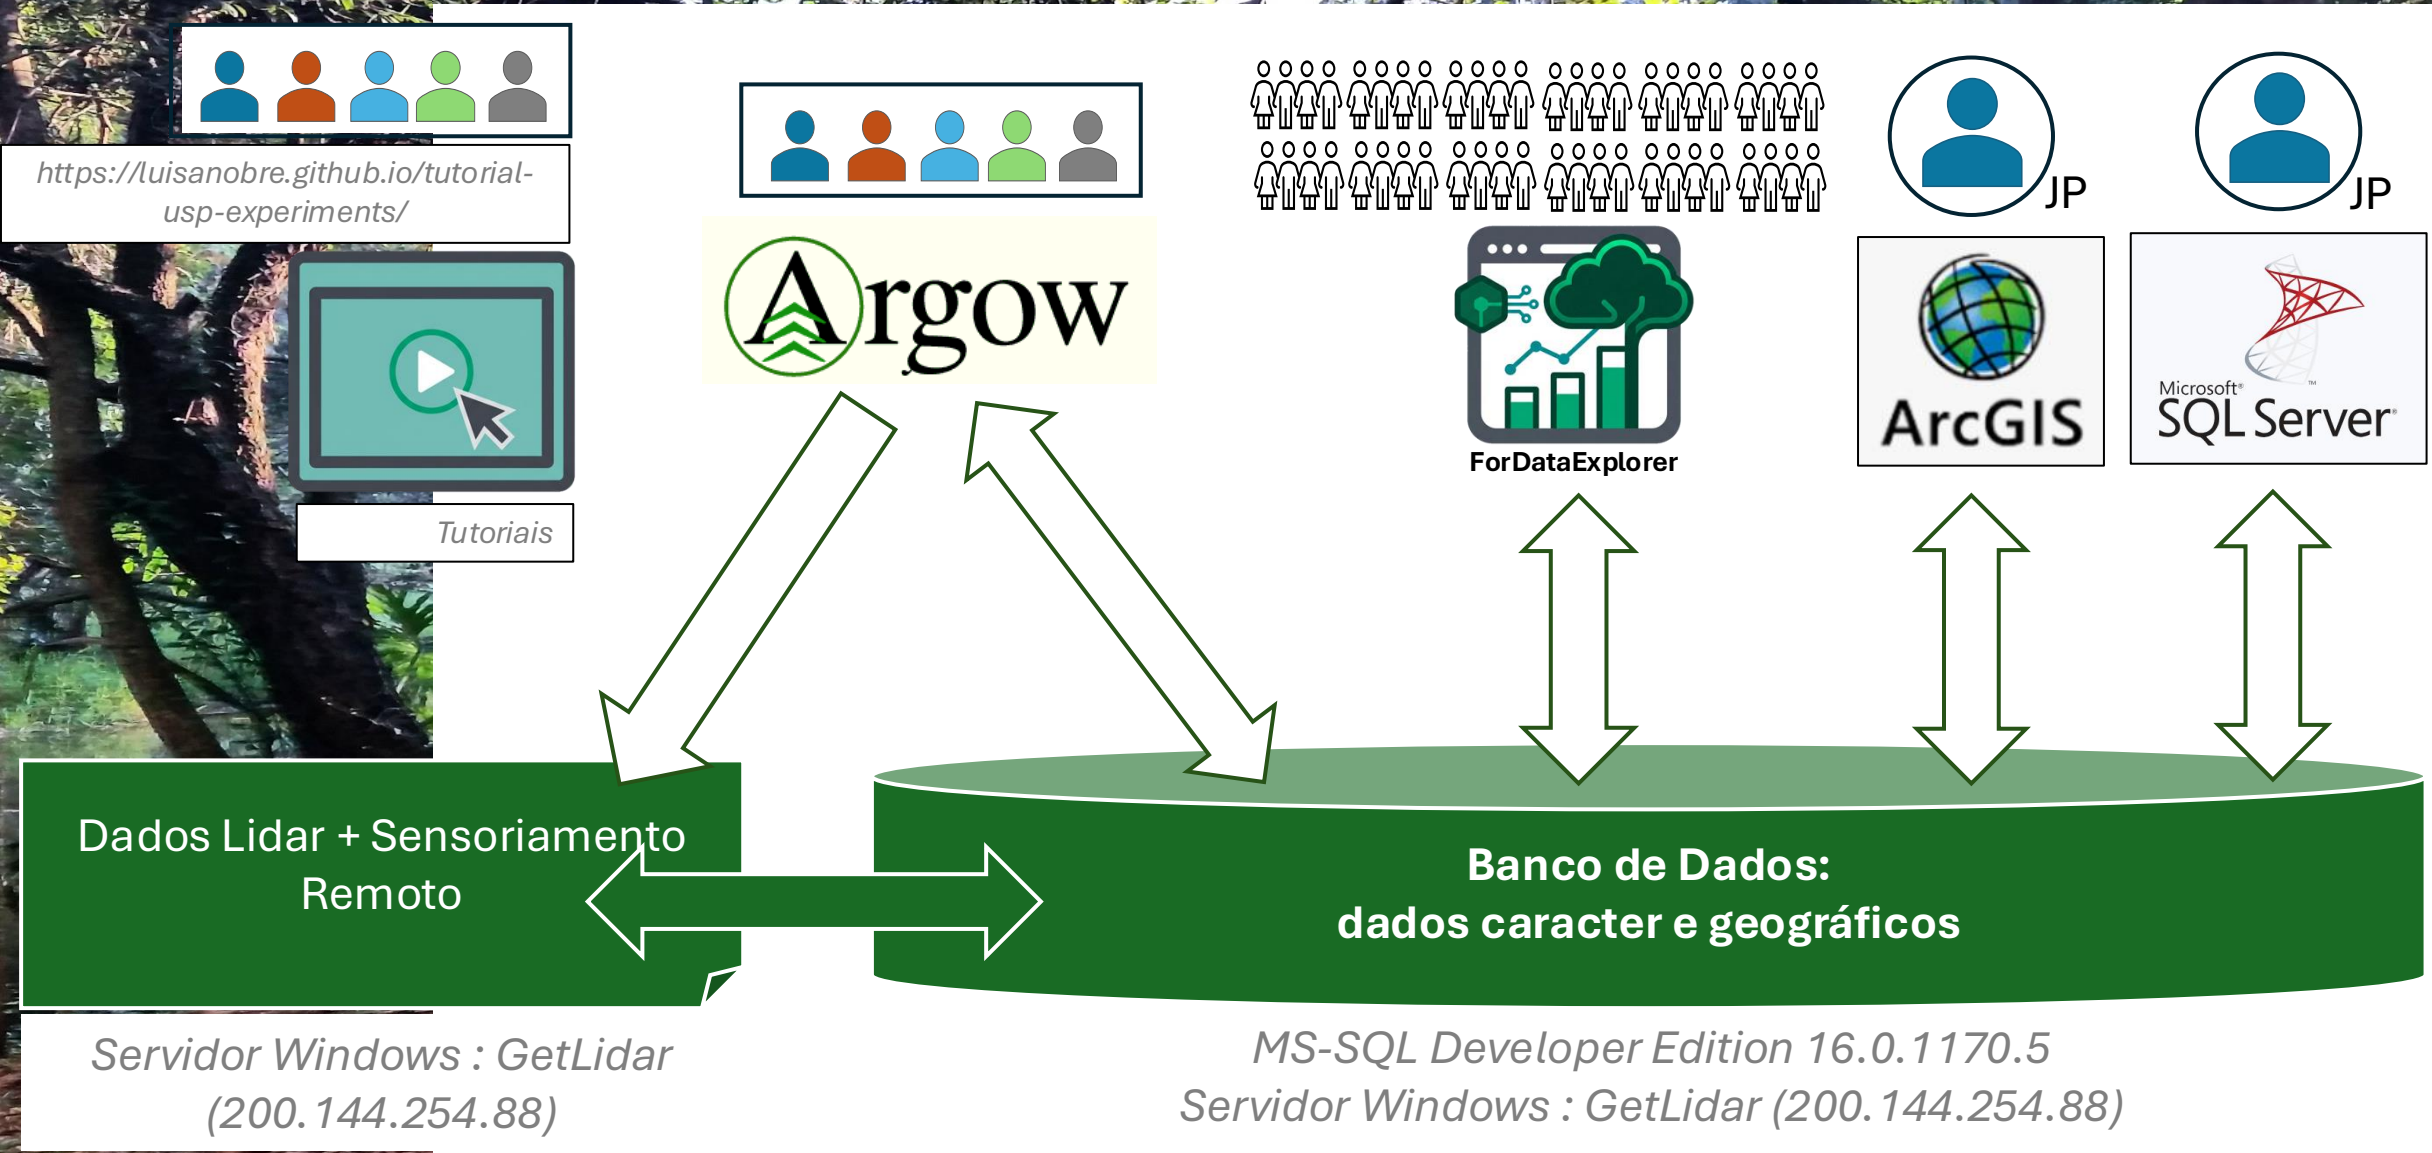 https://luisanobre.github.io/tutorial-
usp-experiments/
Tutoriais
Argow
ForDataExplorer
JP
ArcGIS
JP
Microsoft®
SQL Server®
™
Dados Lidar + Sensoriamento
Remoto
Banco de Dados:
dados caracter e geográficos
Servidor Windows : GetLidar
(200.144.254.88)
MS-SQL Developer Edition 16.0.1170.5
Servidor Windows : GetLidar (200.144.254.88)